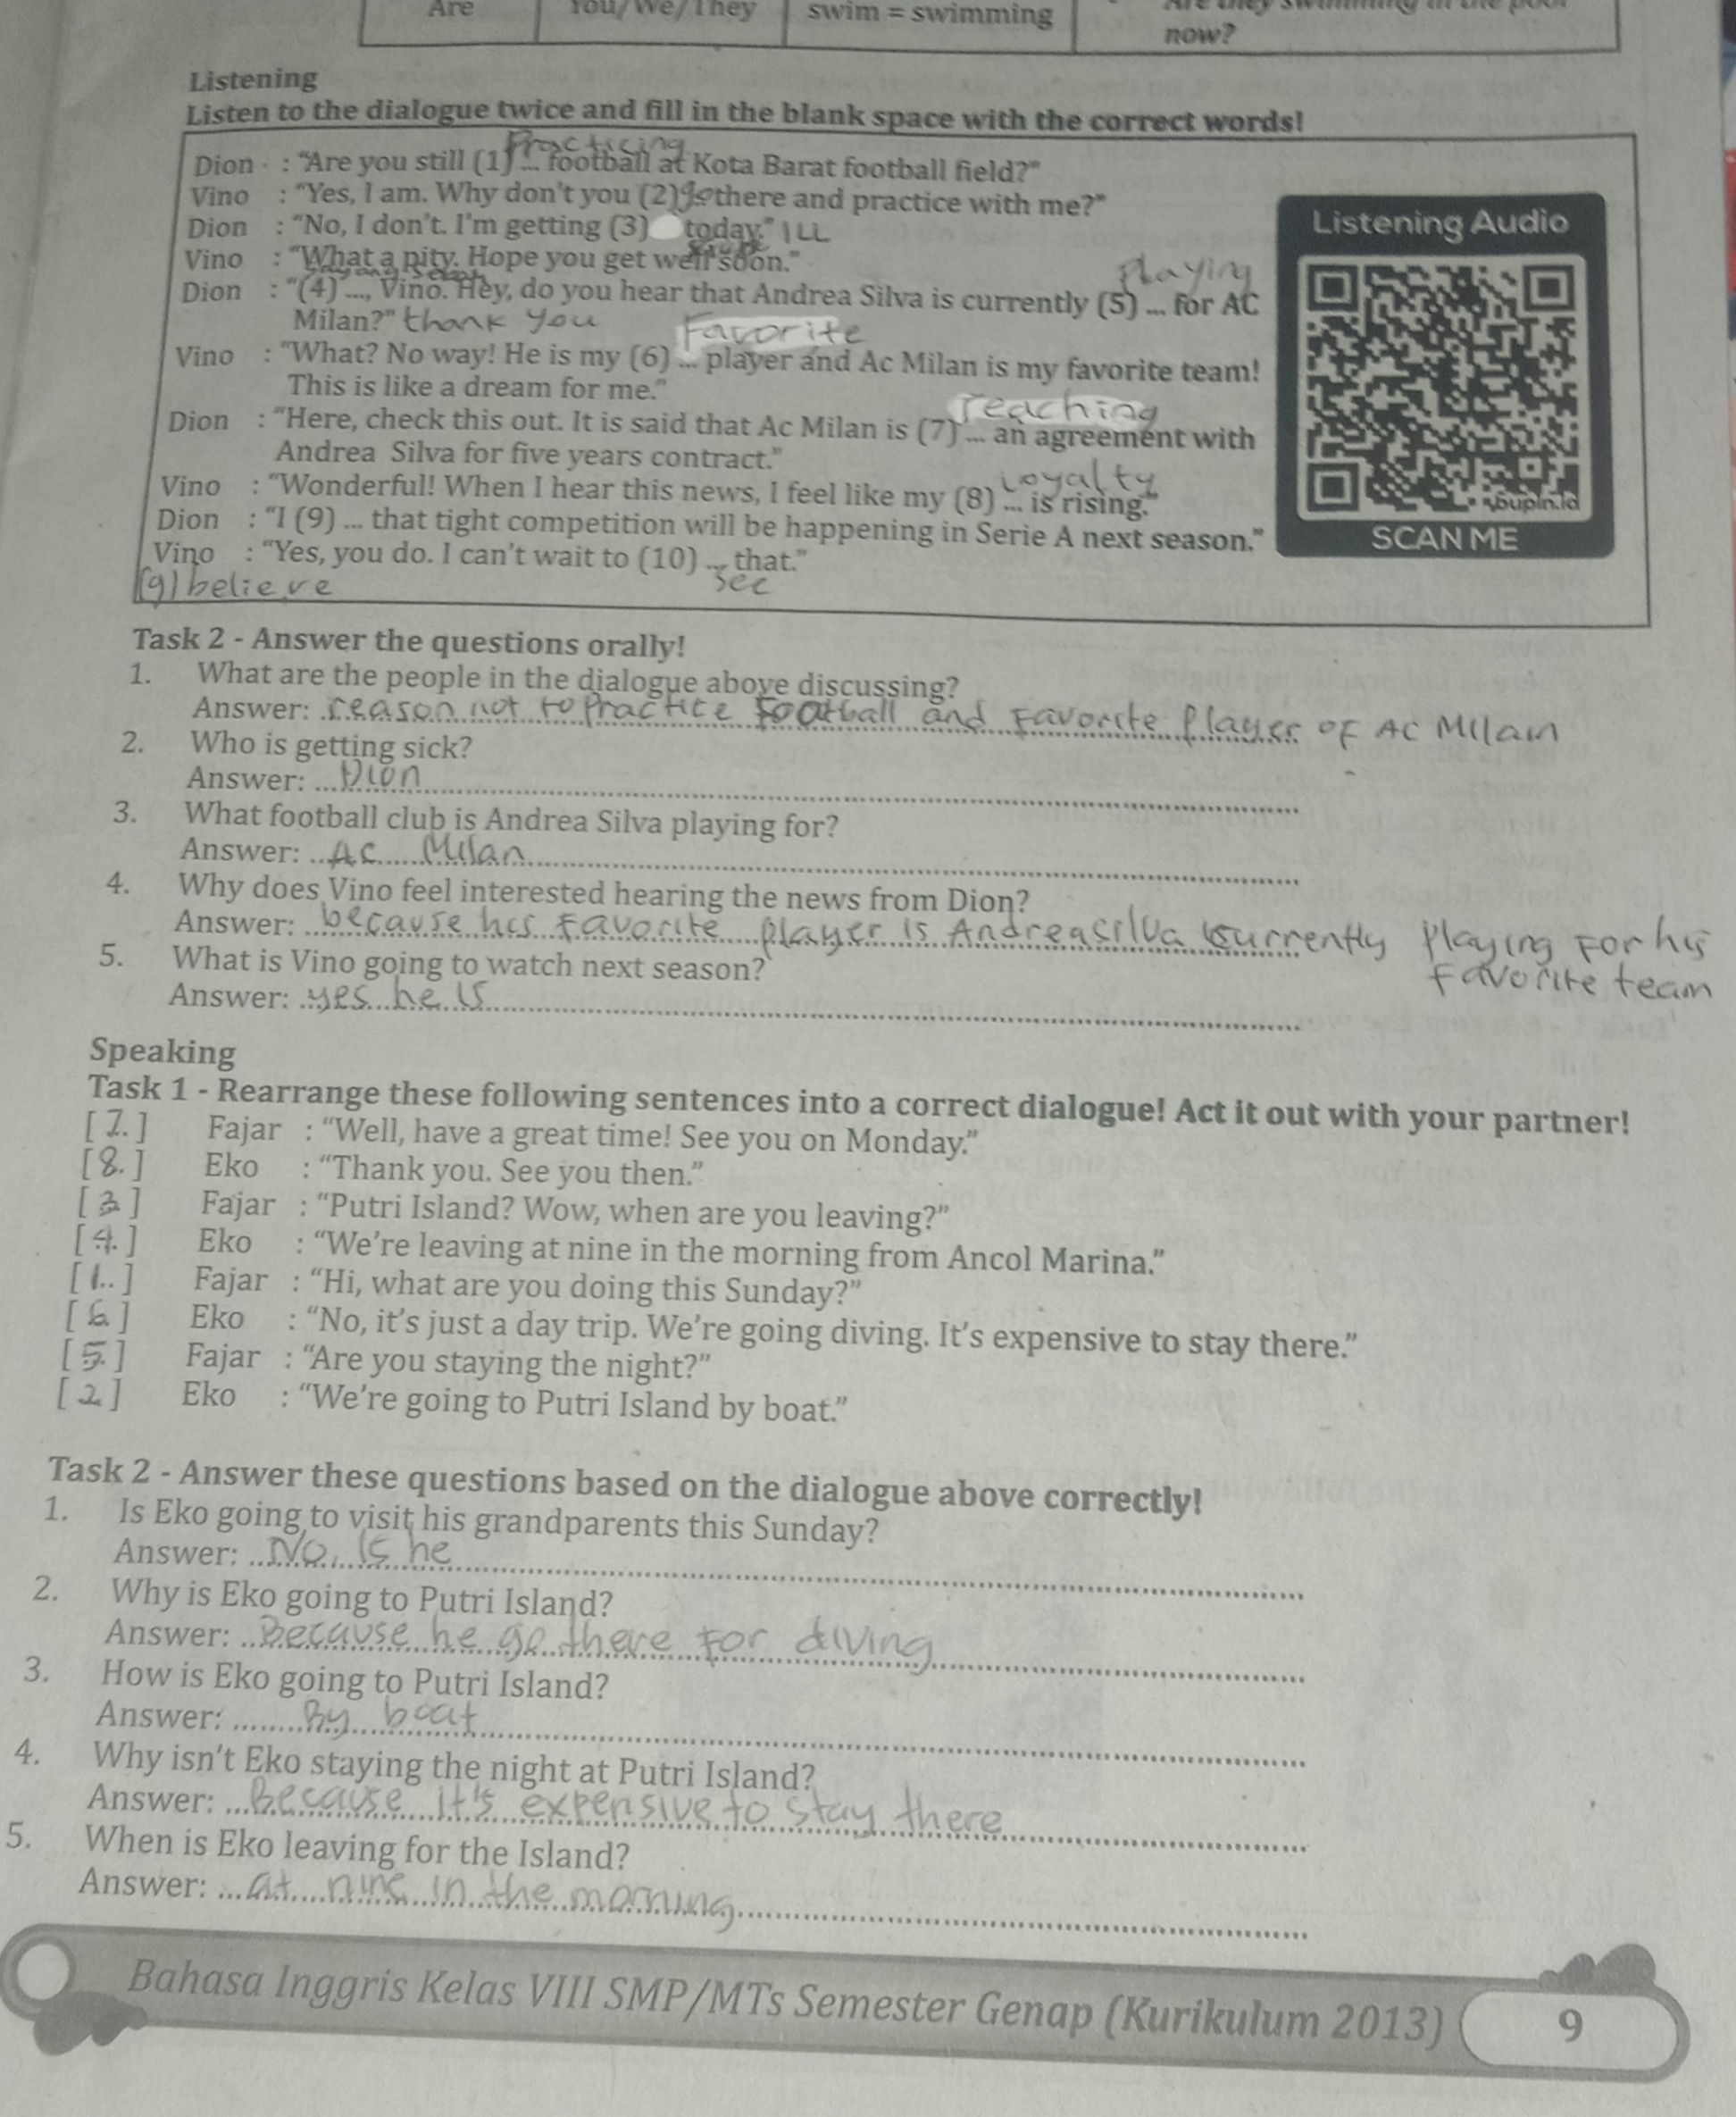 Are You/We/They swim = swimming Are they swimming in the pool
now?
Listening
Listen to the dialogue twice and fill in the blank space with the correct words!
Practicing
Dion : “Are you still (1) ... football at Kota Barat football field?”
Vino : “Yes, I am. Why don't you (2) go there and practice with me?”
Dion : “No, I don't. I'm getting (3) today.” ILL
Vino : “What a pity. Hope you get well soon.”
playing
Dion : “(4) ..., Vino. Hey, do you hear that Andrea Silva is currently (5) ... for AC
Milan?” thank you
Favorite
Vino : “What? No way! He is my (6) ... player and Ac Milan is my favorite team!
This is like a dream for me.”
reaching
Dion : “Here, check this out. It is said that Ac Milan is (7) ... an agreement with
Andrea Silva for five years contract.”
Loyalty
Vino : “Wonderful! When I hear this news, I feel like my (8) ... is rising.”
Dion : “I (9) ... that tight competition will be happening in Serie A next season.”
Vino : “Yes, you do. I can't wait to (10) ... that.”
(9) believe see
Listening Audio
bupin.id
SCAN ME
Task 2 - Answer the questions orally!
1. What are the people in the dialogue above discussing?
Answer: reason not to Practice Football and Favorite Player of AC Milan
2. Who is getting sick?
Answer: Dion
3. What football club is Andrea Silva playing for?
Answer: AC Milan
4. Why does Vino feel interested hearing the news from Dion?
Answer: because his Favorite player is Andreasilva currently Playing For his
Favorite team
5. What is Vino going to watch next season?
Answer: yes he is
Speaking
Task 1 - Rearrange these following sentences into a correct dialogue! Act it out with your partner!
[7.] Fajar : “Well, have a great time! See you on Monday.”
[8.] Eko : “Thank you. See you then.”
[3] Fajar : “Putri Island? Wow, when are you leaving?”
[4.] Eko : “We're leaving at nine in the morning from Ancol Marina.”
[1..] Fajar : “Hi, what are you doing this Sunday?”
[6] Eko : “No, it's just a day trip. We're going diving. It's expensive to stay there.”
[5.] Fajar : “Are you staying the night?”
[2] Eko : “We're going to Putri Island by boat.”
Task 2 - Answer these questions based on the dialogue above correctly!
1. Is Eko going to visit his grandparents this Sunday?
Answer: No, is he
2. Why is Eko going to Putri Island?
Answer: Because he go there For diving
3. How is Eko going to Putri Island?
Answer: By boat
4. Why isn't Eko staying the night at Putri Island?
Answer: Because it's expensive to stay there
5. When is Eko leaving for the Island?
Answer: at nine in the morning
Bahasa Inggris Kelas VIII SMP/MTs Semester Genap (Kurikulum 2013) 9